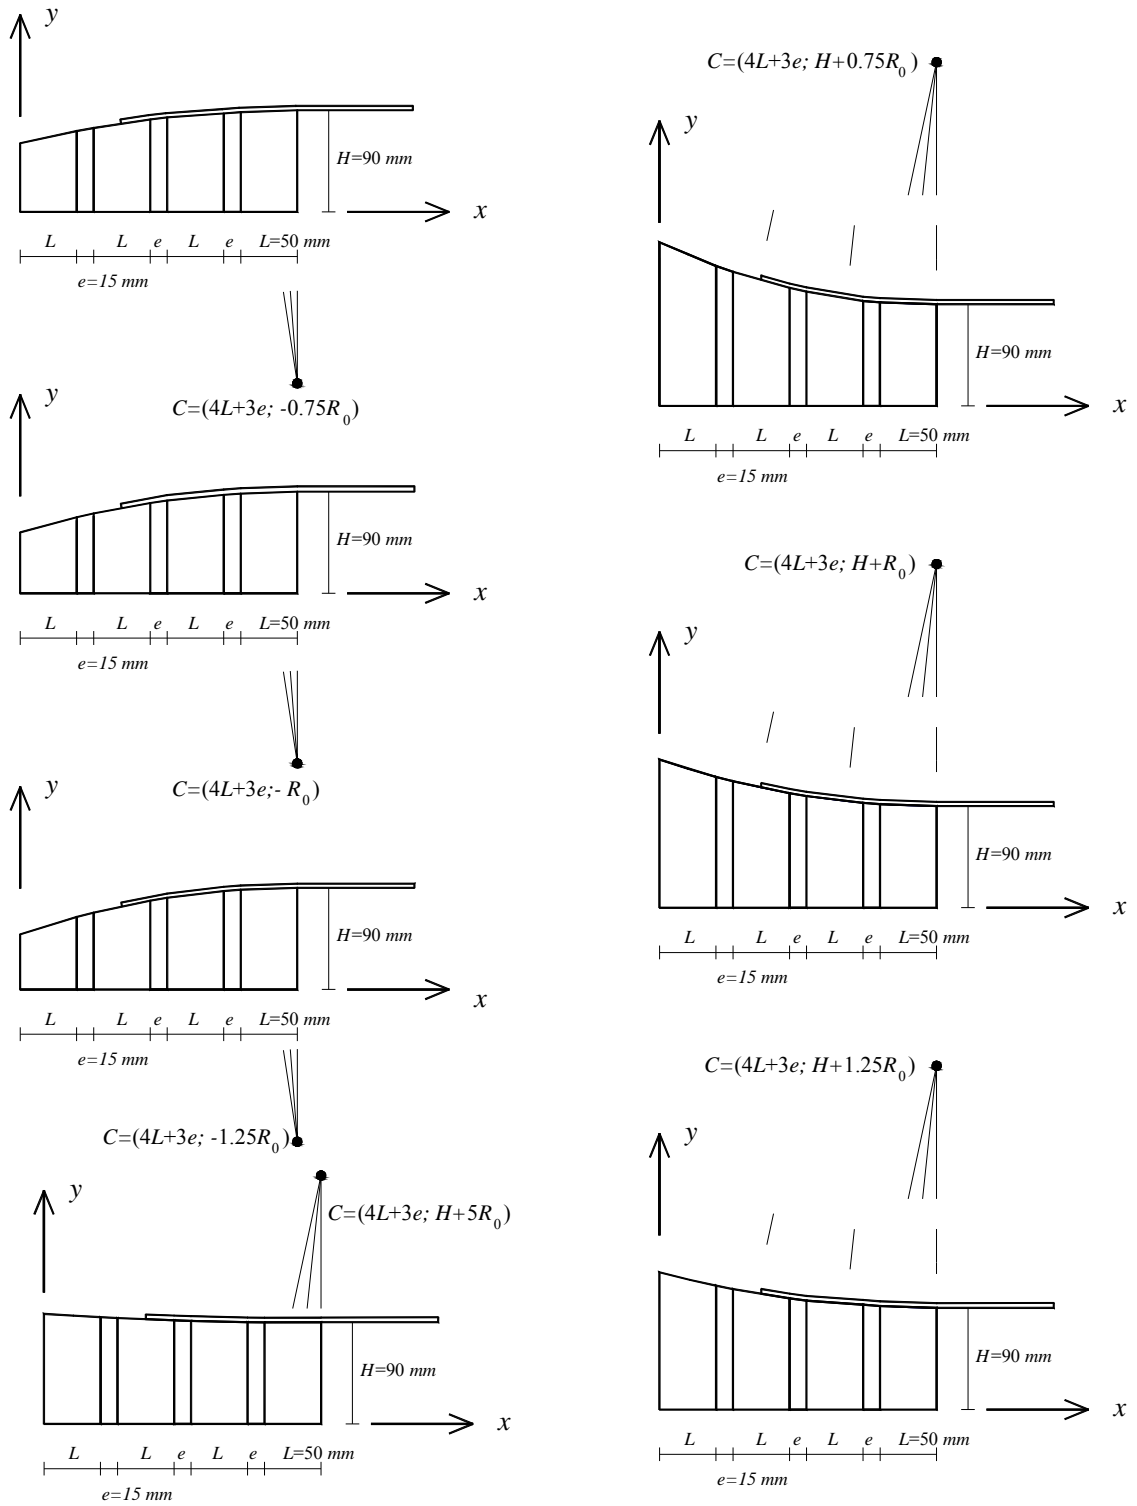 y
H=90 mm
x
L L e L e L=50 mm
e=15 mm
C=(4L+3e; -0.75R₀)
y
H=90 mm
x
L L e L e L=50 mm
e=15 mm
C=(4L+3e;- R₀)
y
H=90 mm
x
L L e L e L=50 mm
e=15 mm
C=(4L+3e; -1.25R₀)
y
C=(4L+3e; H+5R₀)
H=90 mm
x
L L e L e L=50 mm
e=15 mm
C=(4L+3e; H+0.75R₀)
y
H=90 mm
x
L L e L e L=50 mm
e=15 mm
C=(4L+3e; H+R₀)
y
H=90 mm
x
L L e L e L=50 mm
e=15 mm
C=(4L+3e; H+1.25R₀)
y
H=90 mm
x
L L e L e L=50 mm
e=15 mm